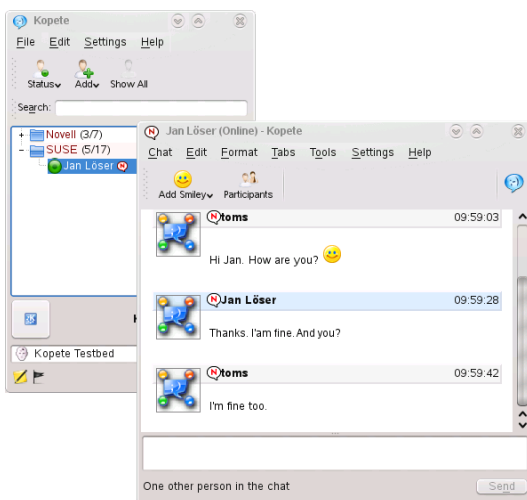 Kopete
File Edit Settings Help
Status Add Show All
Search:
Novell (3/7)
SUSE (5/17)
Jan Löser
Kopete Testbed
Jan Löser (Online) - Kopete
Chat Edit Format Tabs Tools Settings Help
Add Smiley Participants
toms 09:59:03
Hi Jan. How are you?
Jan Löser 09:59:28
Thanks. I'am fine. And you?
toms 09:59:42
I'm fine too.
One other person in the chat
Send